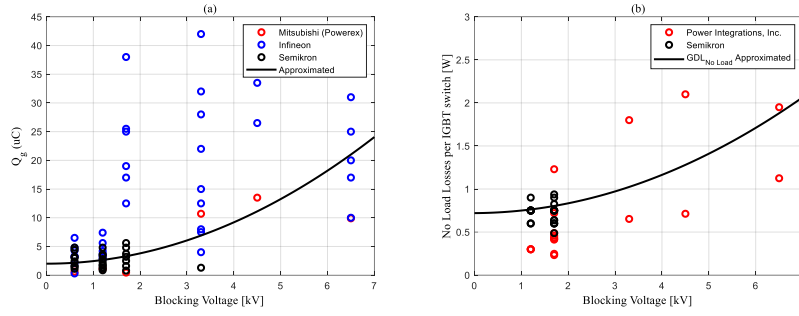 (a)
45
40
35
30
25
20
15
10
5
0
0 1 2 3 4 5 6 7
Q_g (uC)
Blocking Voltage [kV]
Mitsubishi (Powerex)
Infineon
Semikron
Approximated
(b)
3
2.5
2
1.5
1
0.5
0
0 1 2 3 4 5 6
No Load Losses per IGBT switch [W]
Blocking Voltage [kV]
Power Integrations, Inc.
Semikron
GDL_No Load Approximated